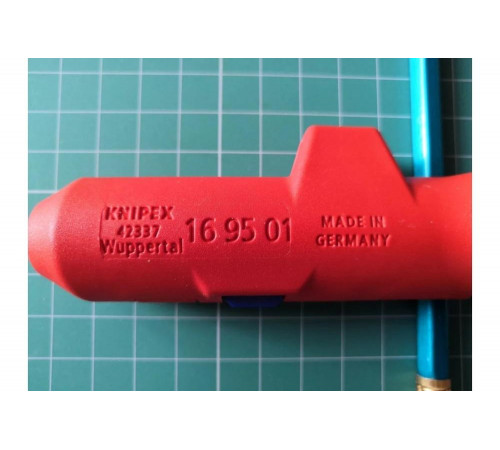 KNIPEX
42337
Wuppertal
16 95 01
MADE IN
GERMANY